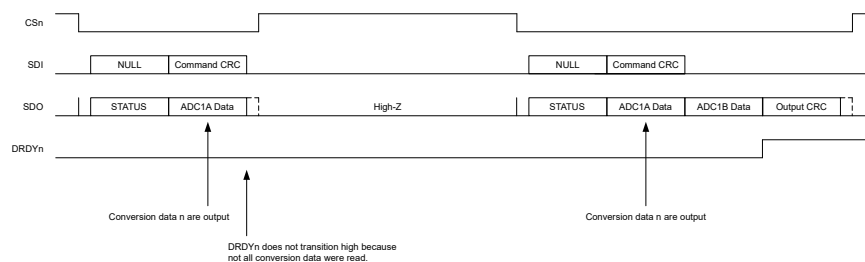 CSn
SDI NULL Command CRC NULL Command CRC
SDO STATUS ADC1A Data High-Z STATUS ADC1A Data ADC1B Data Output CRC
DRDYn
Conversion data n are output Conversion data n are output
DRDYn does not transition high because
not all conversion data were read.